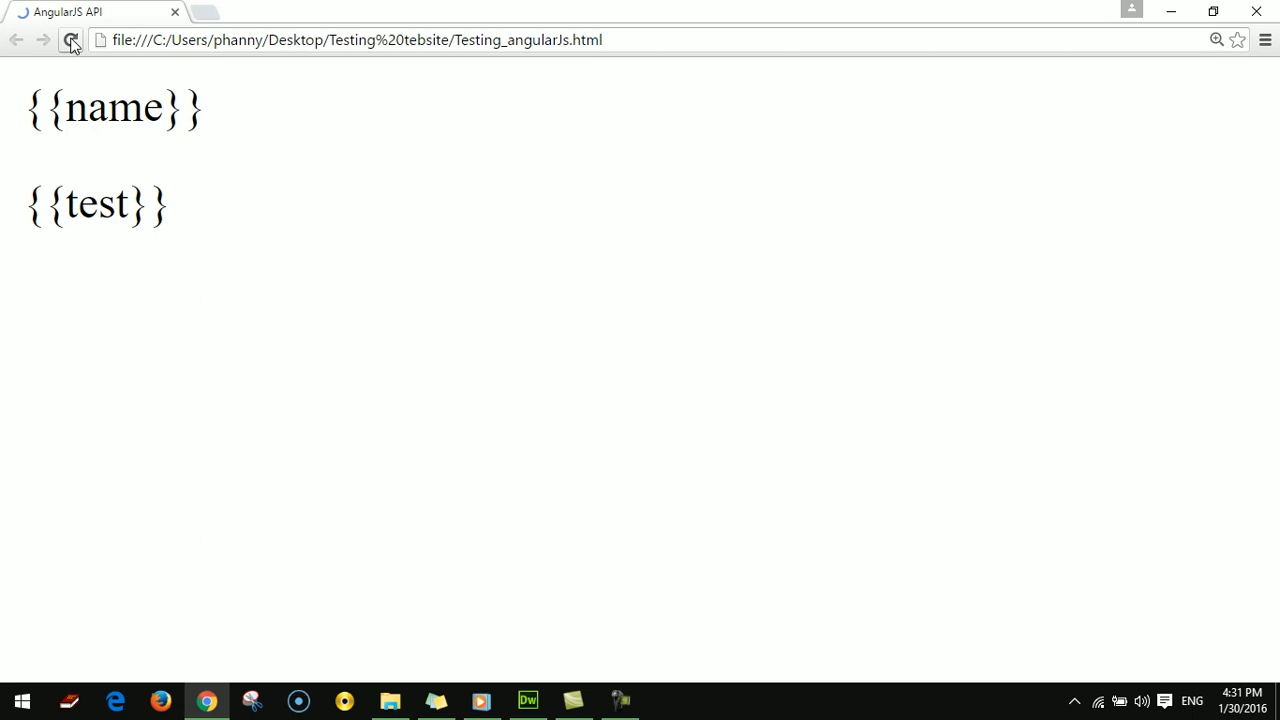 AngularJS API
file:///C:/Users/phanny/Desktop/Testing%20tebsite/Testing_angularJs.html
{{name}}
{{test}}
Dw
ENG
4:31 PM
1/30/2016